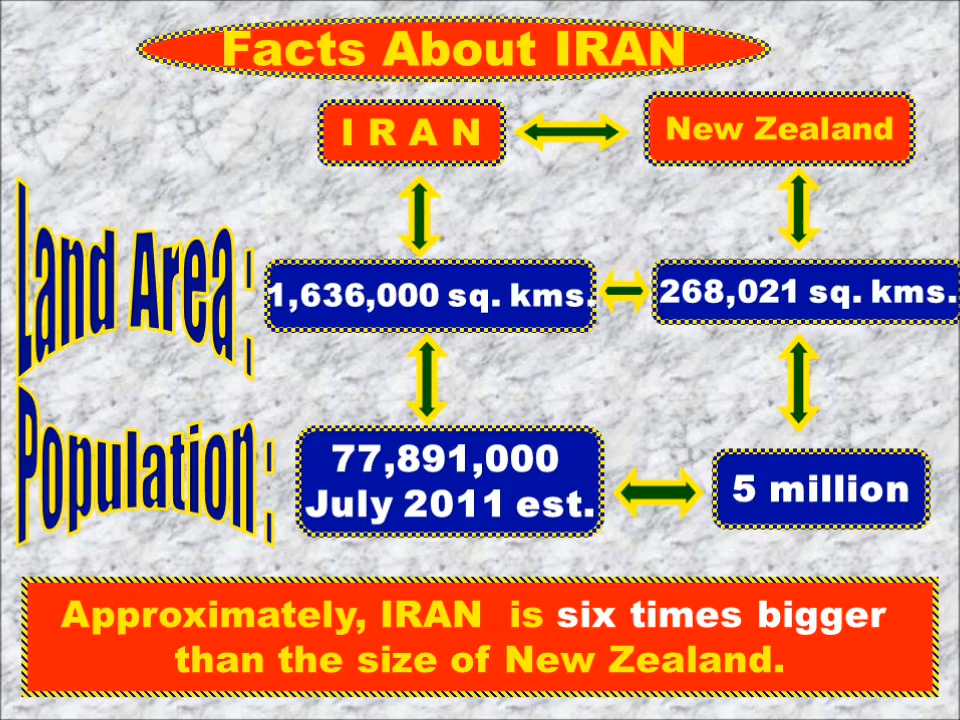 Facts About IRAN
I R A N
New Zealand
Land Area :
1,636,000 sq. kms.
268,021 sq. kms.
Population :
77,891,000
July 2011 est.
5 million
Approximately, IRAN is six times bigger
than the size of New Zealand.